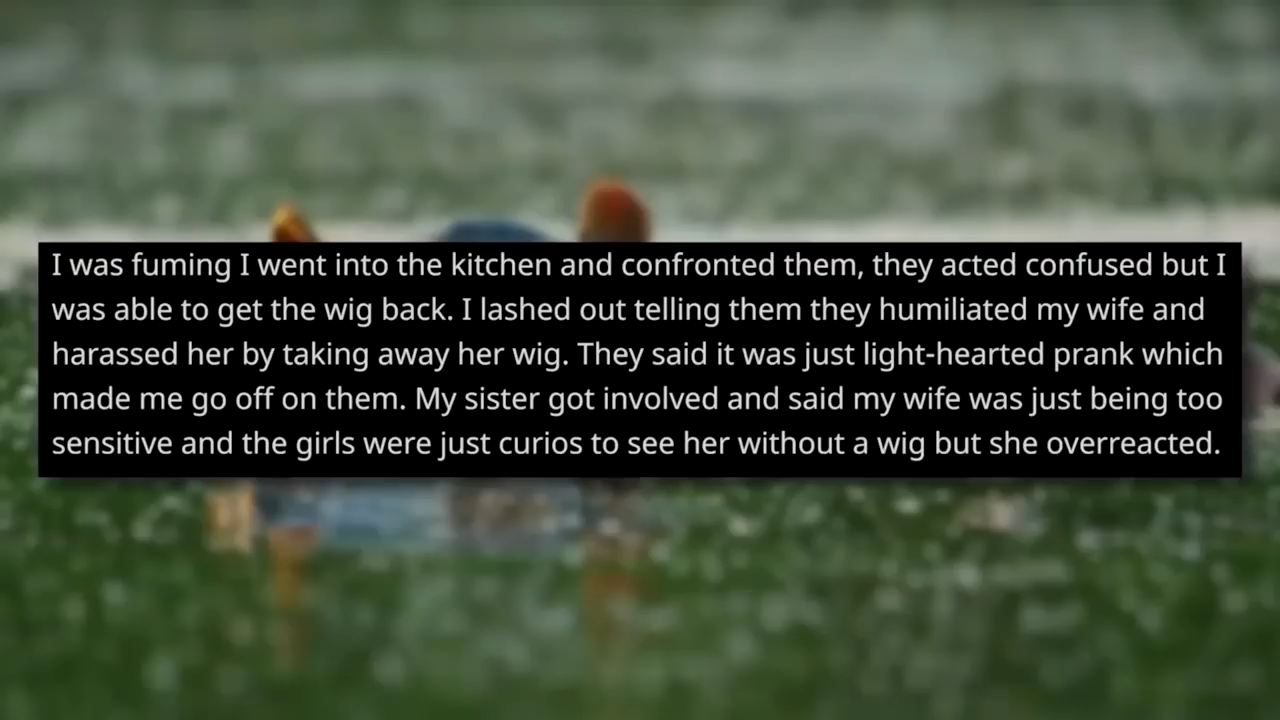 I was fuming I went into the kitchen and confronted them, they acted confused but I
was able to get the wig back. I lashed out telling them they humiliated my wife and
harassed her by taking away her wig. They said it was just light-hearted prank which
made me go off on them. My sister got involved and said my wife was just being too
sensitive and the girls were just curios to see her without a wig but she overreacted.